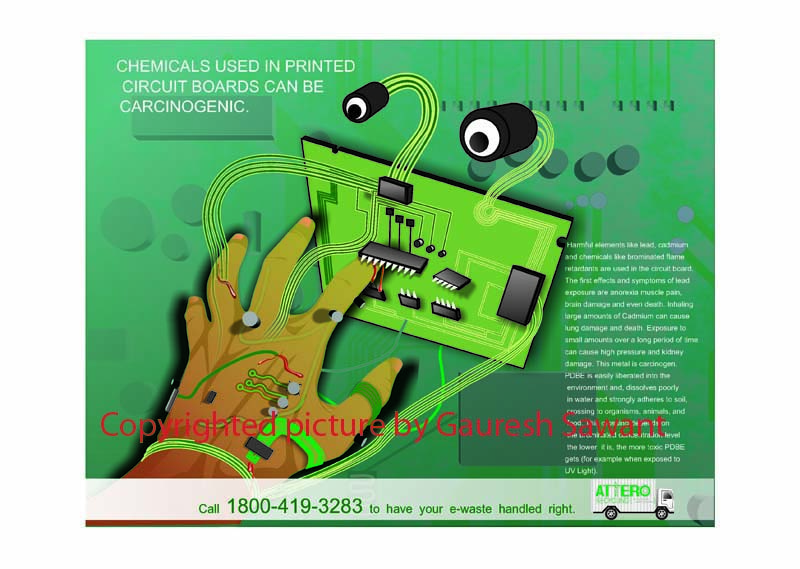 CHEMICALS USED IN PRINTED
CIRCUIT BOARDS CAN BE
CARCINOGENIC.
Harmful elements like lead, cadmium
and chemicals like brominated flame
retardants are used in the circuit board.
The first effects and symptoms of lead
exposure are anorexia muscle pain,
brain damage and even death. Inhaling
large amounts of Cadmium can cause
lung damage and death. Exposure to
small amounts over a long period of time
can cause high pressure and kidney
damage. This metal is carcinogen.
PDBE is easily liberated into the
environment and, dissolves poorly
in water and strongly adheres to soil,
crossing to organisms, animals, and
Copyrighted picture by Gauresh Sawant
level
the lower it is, the more toxic PDBE
gets (for example when exposed to
UV Light).
ATTERO
Call 1800-419-3283 to have your e-waste handled right.